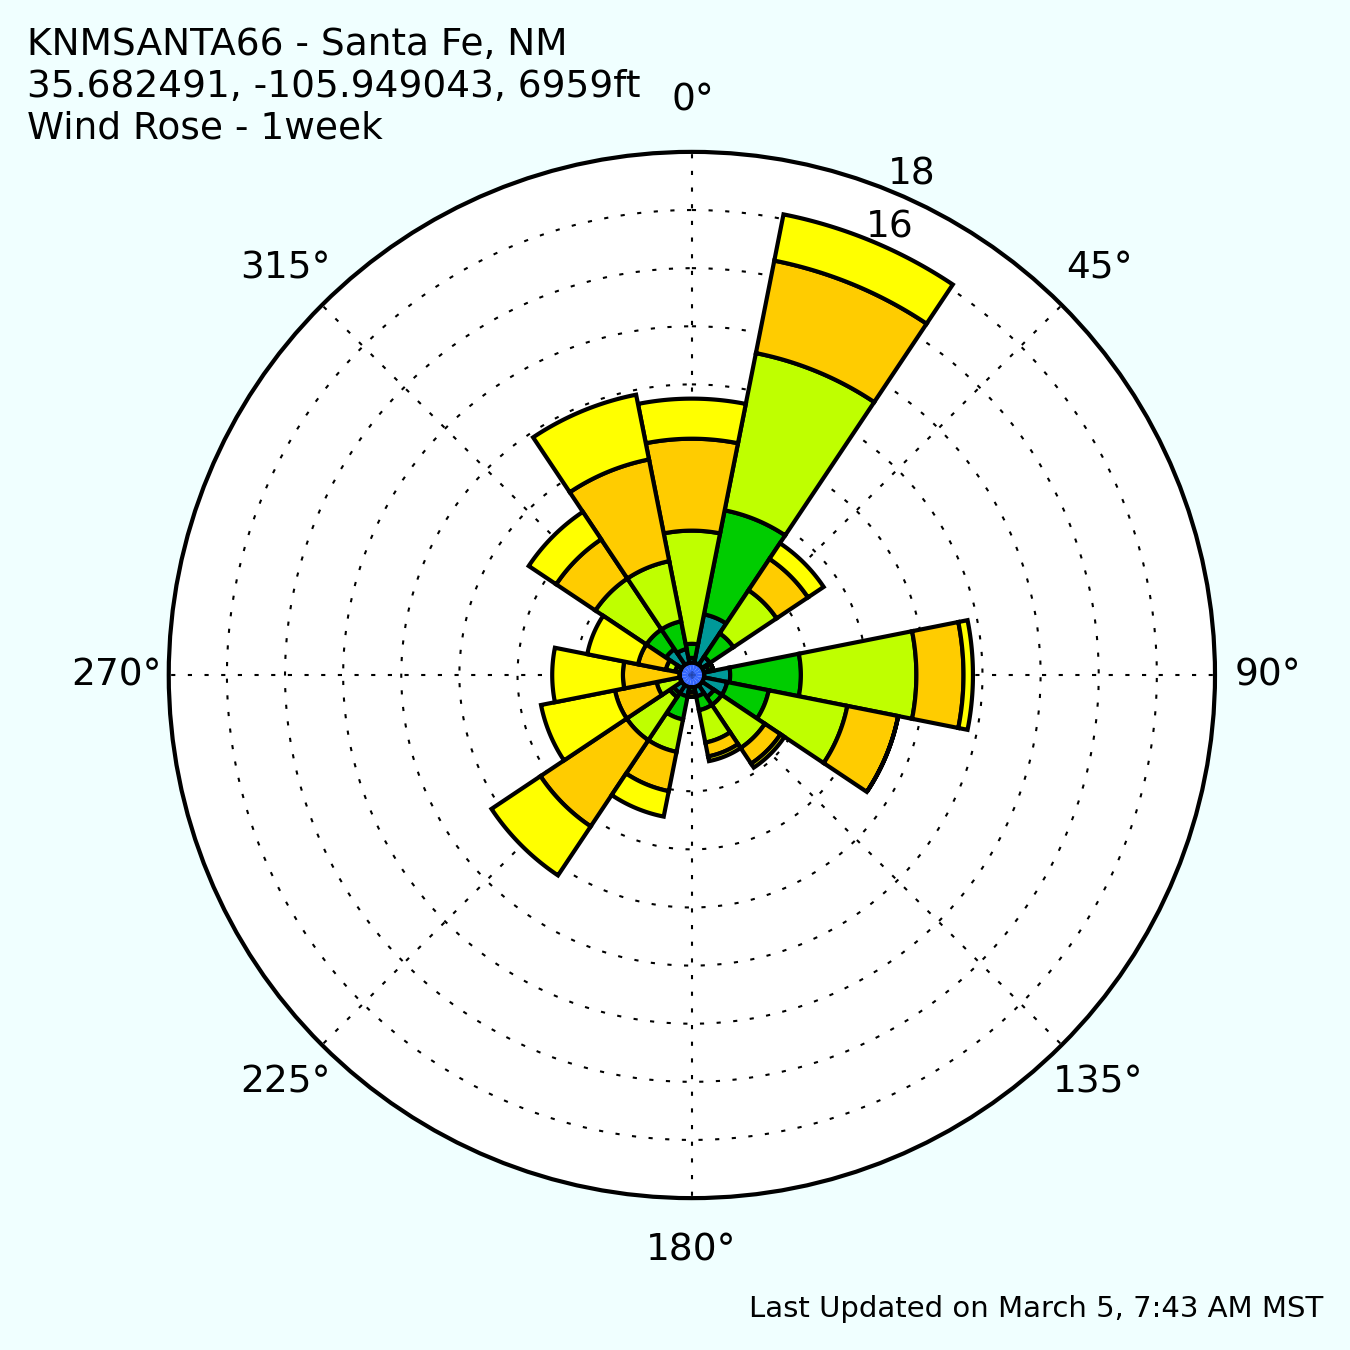 KNMSANTA66 - Santa Fe, NM
35.682491, -105.949043, 6959ft
Wind Rose - 1week
0°
18
16
315°
45°
270°
90°
225°
135°
180°
Last Updated on March 5, 7:43 AM MST